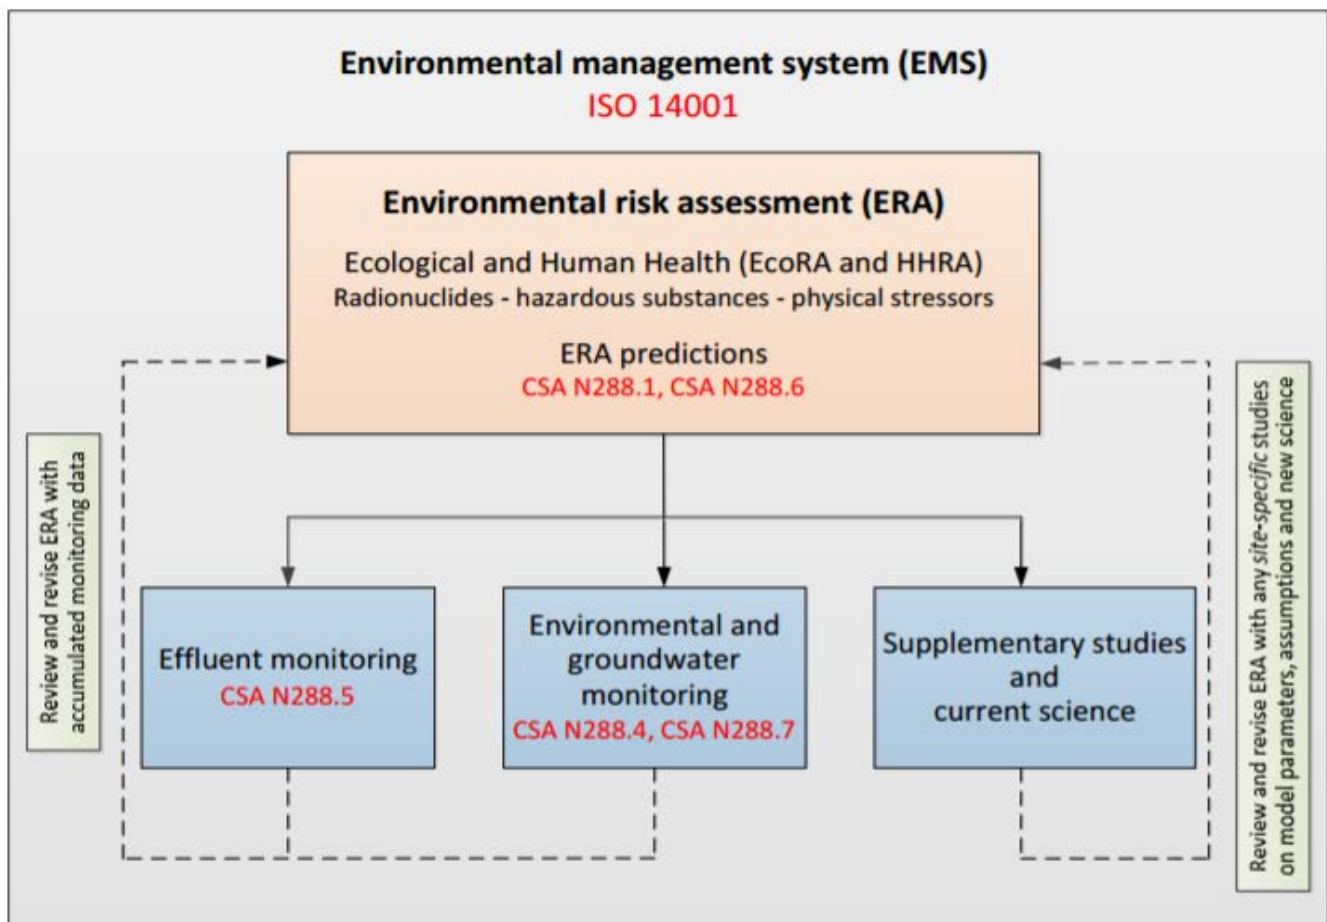 Environmental management system (EMS)
ISO 14001
Environmental risk assessment (ERA)
Ecological and Human Health (EcoRA and HHRA)
Radionuclides - hazardous substances - physical stressors
ERA predictions
CSA N288.1, CSA N288.6
Review and revise ERA with
accumulated monitoring data
Effluent monitoring
CSA N288.5
Environmental and
groundwater
monitoring
CSA N288.4, CSA N288.7
Supplementary studies
and
current science
Review and revise ERA with any site-specific studies
on model parameters, assumptions and new science